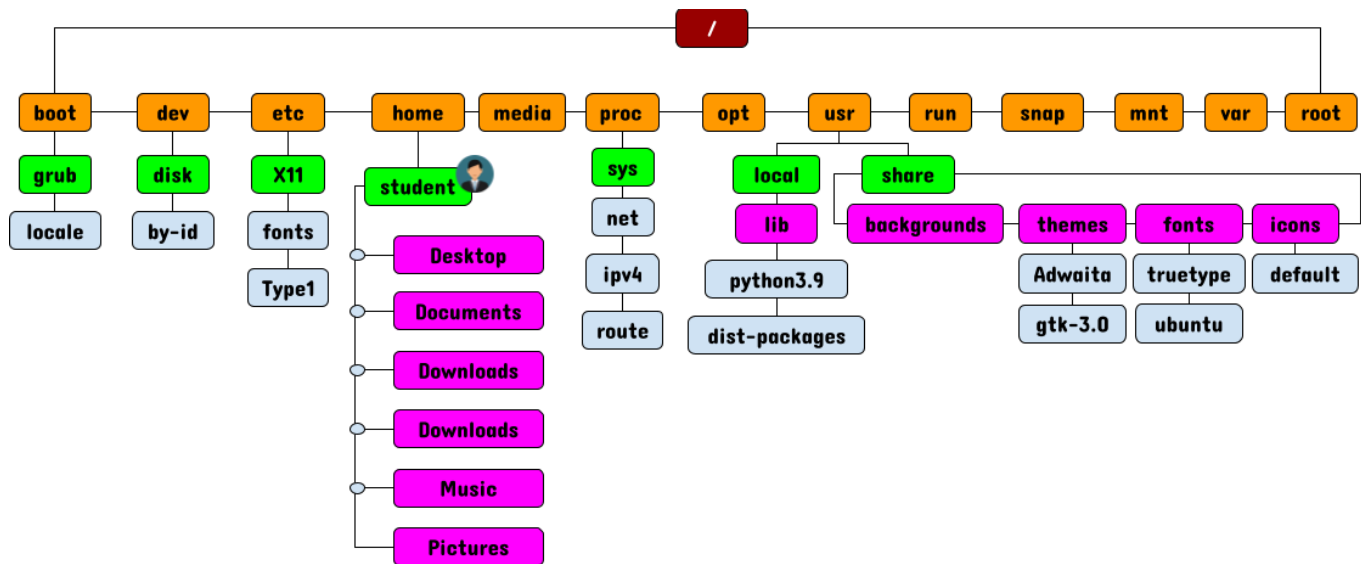 /
boot dev etc home media proc opt usr run snap mnt var root
grub disk X11 student sys local share
locale by-id fonts net lib backgrounds themes fonts icons
Desktop ipv4 python3.9 Adwaita truetype default
Type1
Documents route dist-packages gtk-3.0 ubuntu
Downloads
Downloads
Music
Pictures